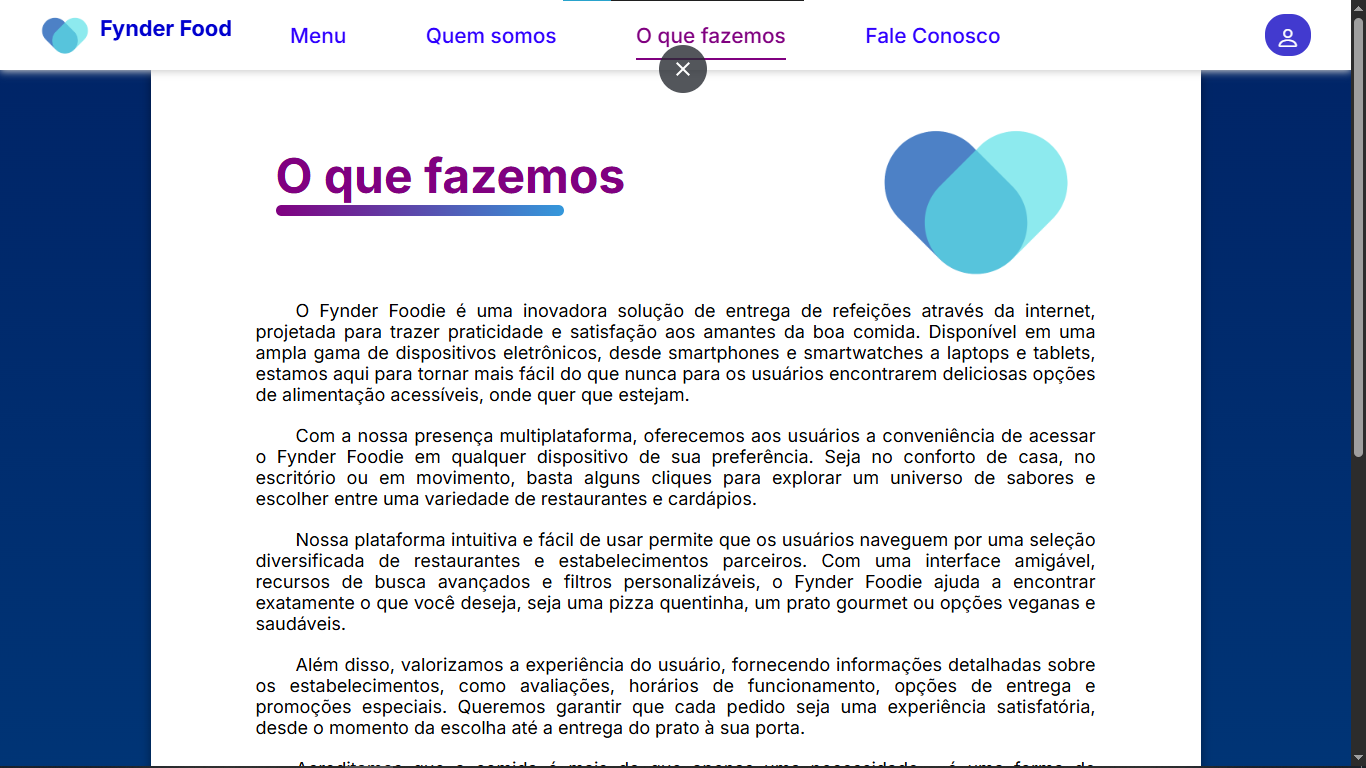 Fynder Food
Menu
Quem somos
O que fazemos
Fale Conosco
O que fazemos
O Fynder Foodie é uma inovadora solução de entrega de refeições através da internet,
projetada para trazer praticidade e satisfação aos amantes da boa comida. Disponível em uma
ampla gama de dispositivos eletrônicos, desde smartphones e smartwatches a laptops e tablets,
estamos aqui para tornar mais fácil do que nunca para os usuários encontrarem deliciosas opções
de alimentação acessíveis, onde quer que estejam.
Com a nossa presença multiplataforma, oferecemos aos usuários a conveniência de acessar
o Fynder Foodie em qualquer dispositivo de sua preferência. Seja no conforto de casa, no
escritório ou em movimento, basta alguns cliques para explorar um universo de sabores e
escolher entre uma variedade de restaurantes e cardápios.
Nossa plataforma intuitiva e fácil de usar permite que os usuários naveguem por uma seleção
diversificada de restaurantes e estabelecimentos parceiros. Com uma interface amigável,
recursos de busca avançados e filtros personalizáveis, o Fynder Foodie ajuda a encontrar
exatamente o que você deseja, seja uma pizza quentinha, um prato gourmet ou opções veganas e
saudáveis.
Além disso, valorizamos a experiência do usuário, fornecendo informações detalhadas sobre
os estabelecimentos, como avaliações, horários de funcionamento, opções de entrega e
promoções especiais. Queremos garantir que cada pedido seja uma experiência satisfatória,
desde o momento da escolha até a entrega do prato à sua porta.